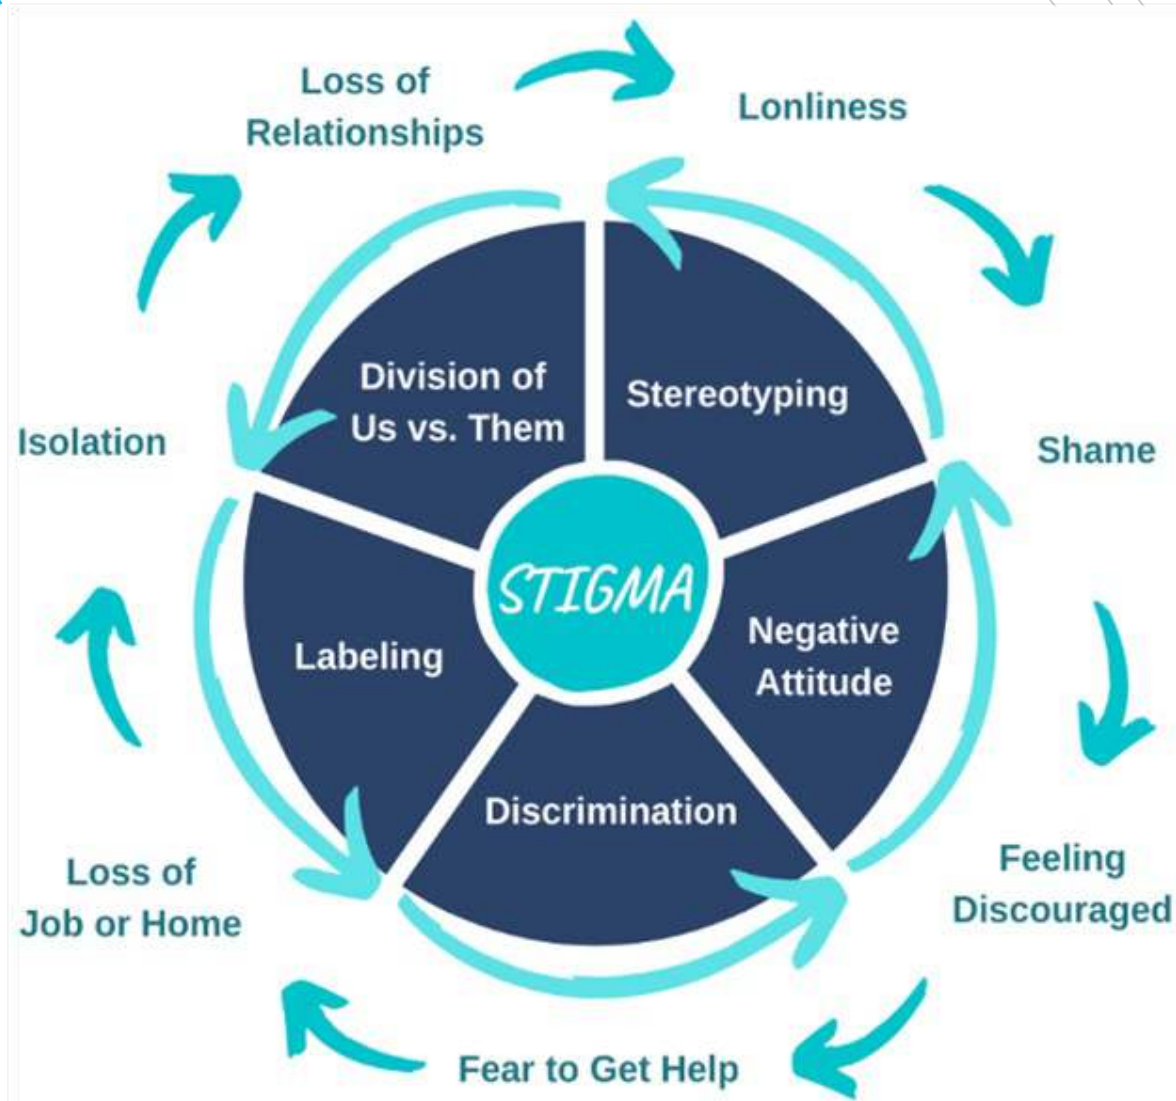 Loss of
Relationships
Lonliness
Division of
Us vs. Them
Stereotyping
Isolation
Shame
STIGMA
Labeling
Negative
Attitude
Discrimination
Loss of
Job or Home
Feeling
Discouraged
Fear to Get Help